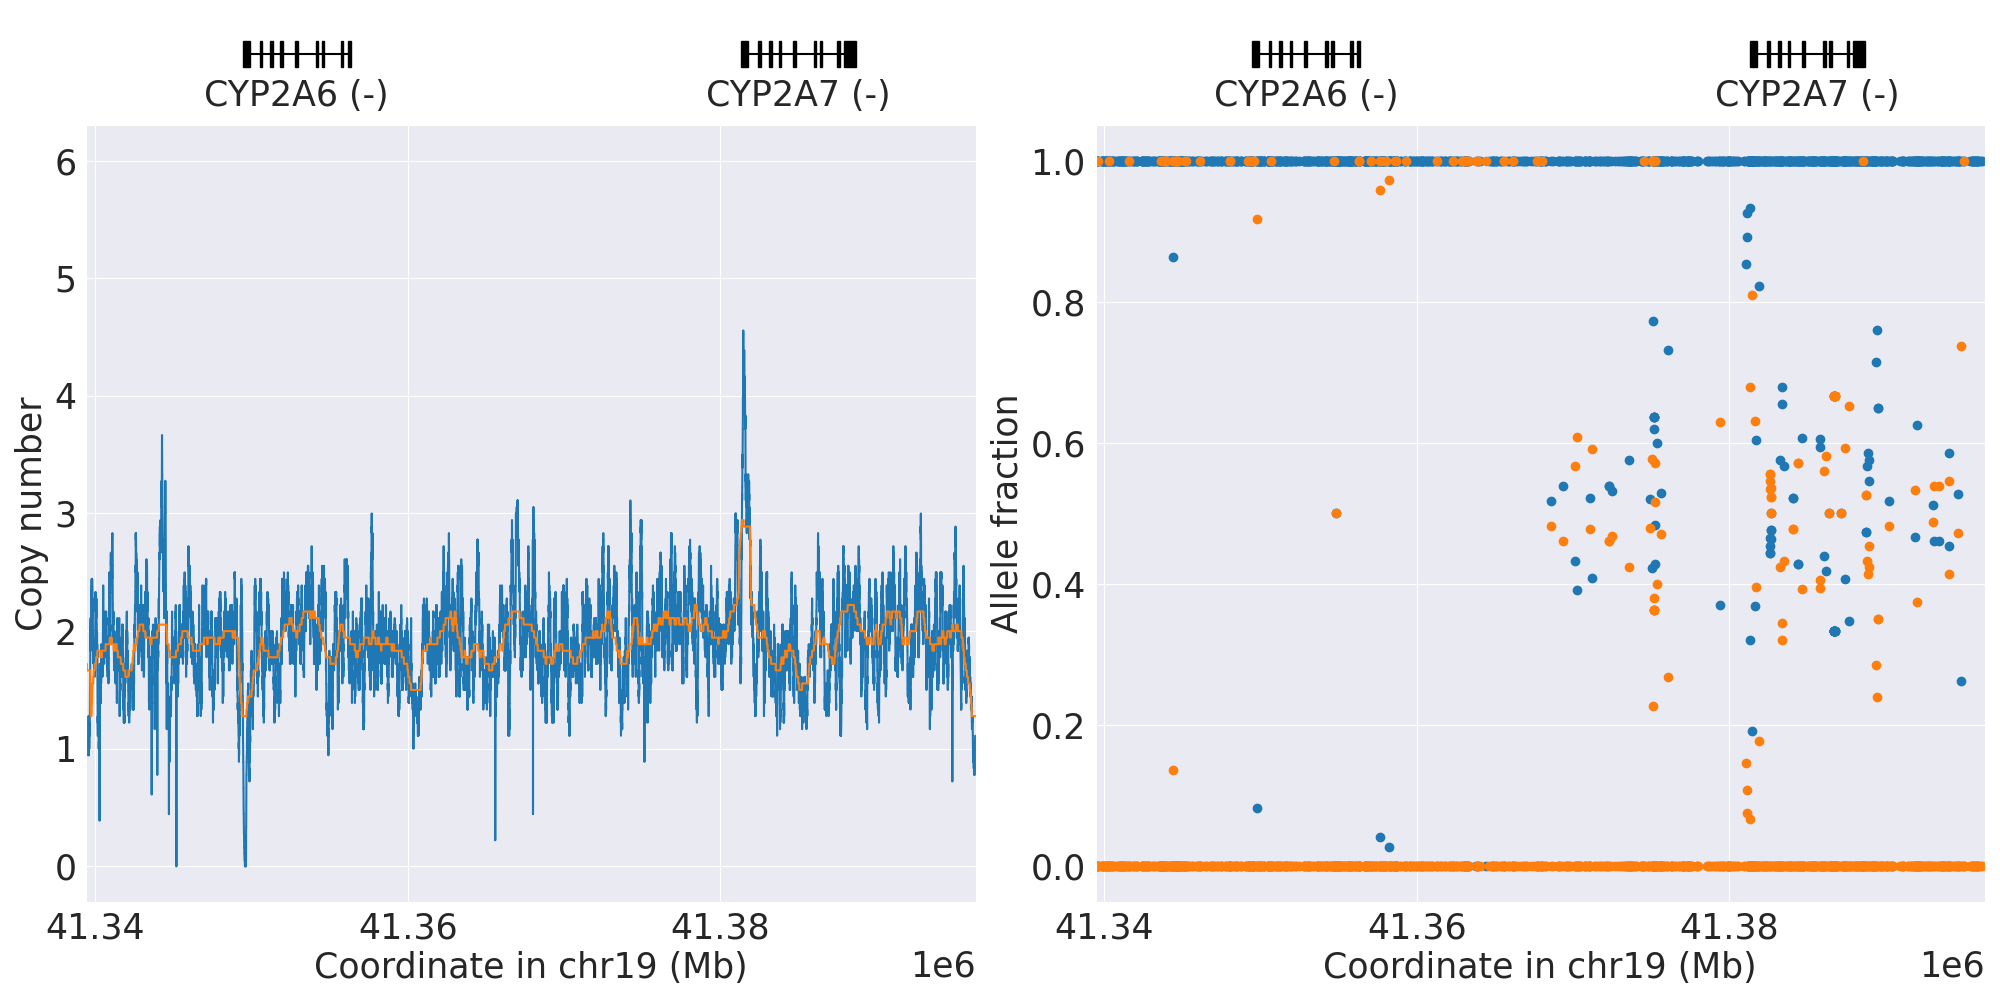 CYP2A6 (-)
CYP2A7 (-)
6
5
4
3
2
1
0
Copy number
41.34
41.36
41.38
Coordinate in chr19 (Mb)
1e6
CYP2A6 (-)
CYP2A7 (-)
1.0
0.8
0.6
0.4
0.2
0.0
Allele fraction
41.34
41.36
41.38
Coordinate in chr19 (Mb)
1e6